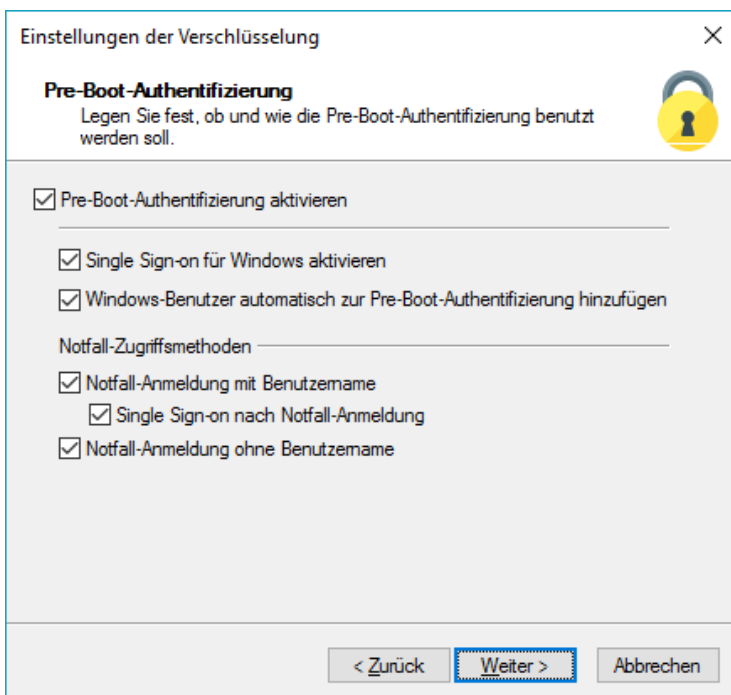 Einstellungen der Verschlüsselung
Pre-Boot-Authentifizierung
Legen Sie fest, ob und wie die Pre-Boot-Authentifizierung benutzt
werden soll.
Pre-Boot-Authentifizierung aktivieren
Single Sign-on für Windows aktivieren
Windows-Benutzer automatisch zur Pre-Boot-Authentifizierung hinzufügen
Notfall-Zugriffsmethoden
Notfall-Anmeldung mit Benutzername
Single Sign-on nach Notfall-Anmeldung
Notfall-Anmeldung ohne Benutzername
< Zurück Weiter > Abbrechen